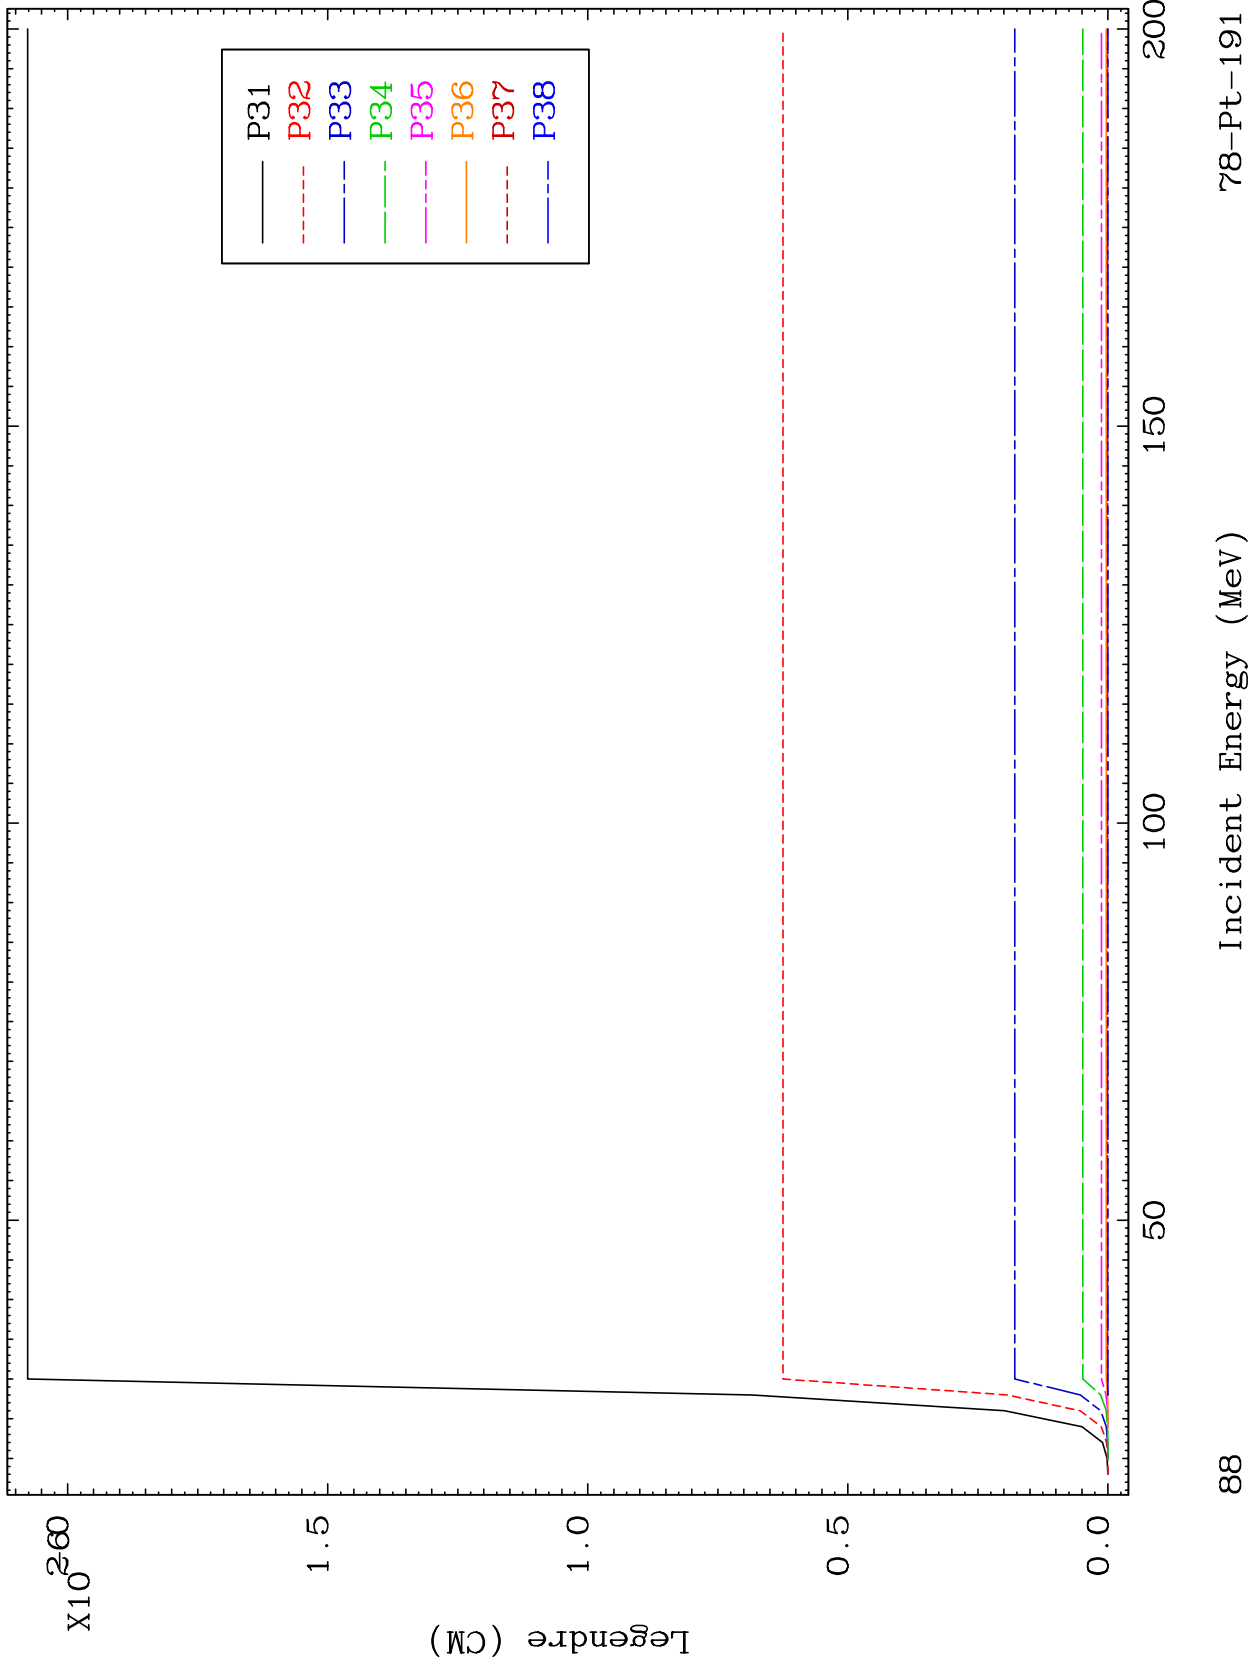 X10-6
2.0
1.5
1.0
0.5
0.0
Legendre (CM)
P31
P32
P33
P34
P35
P36
P37
P38
50
100
150
200
88
Incident Energy (MeV)
78-Pt-191